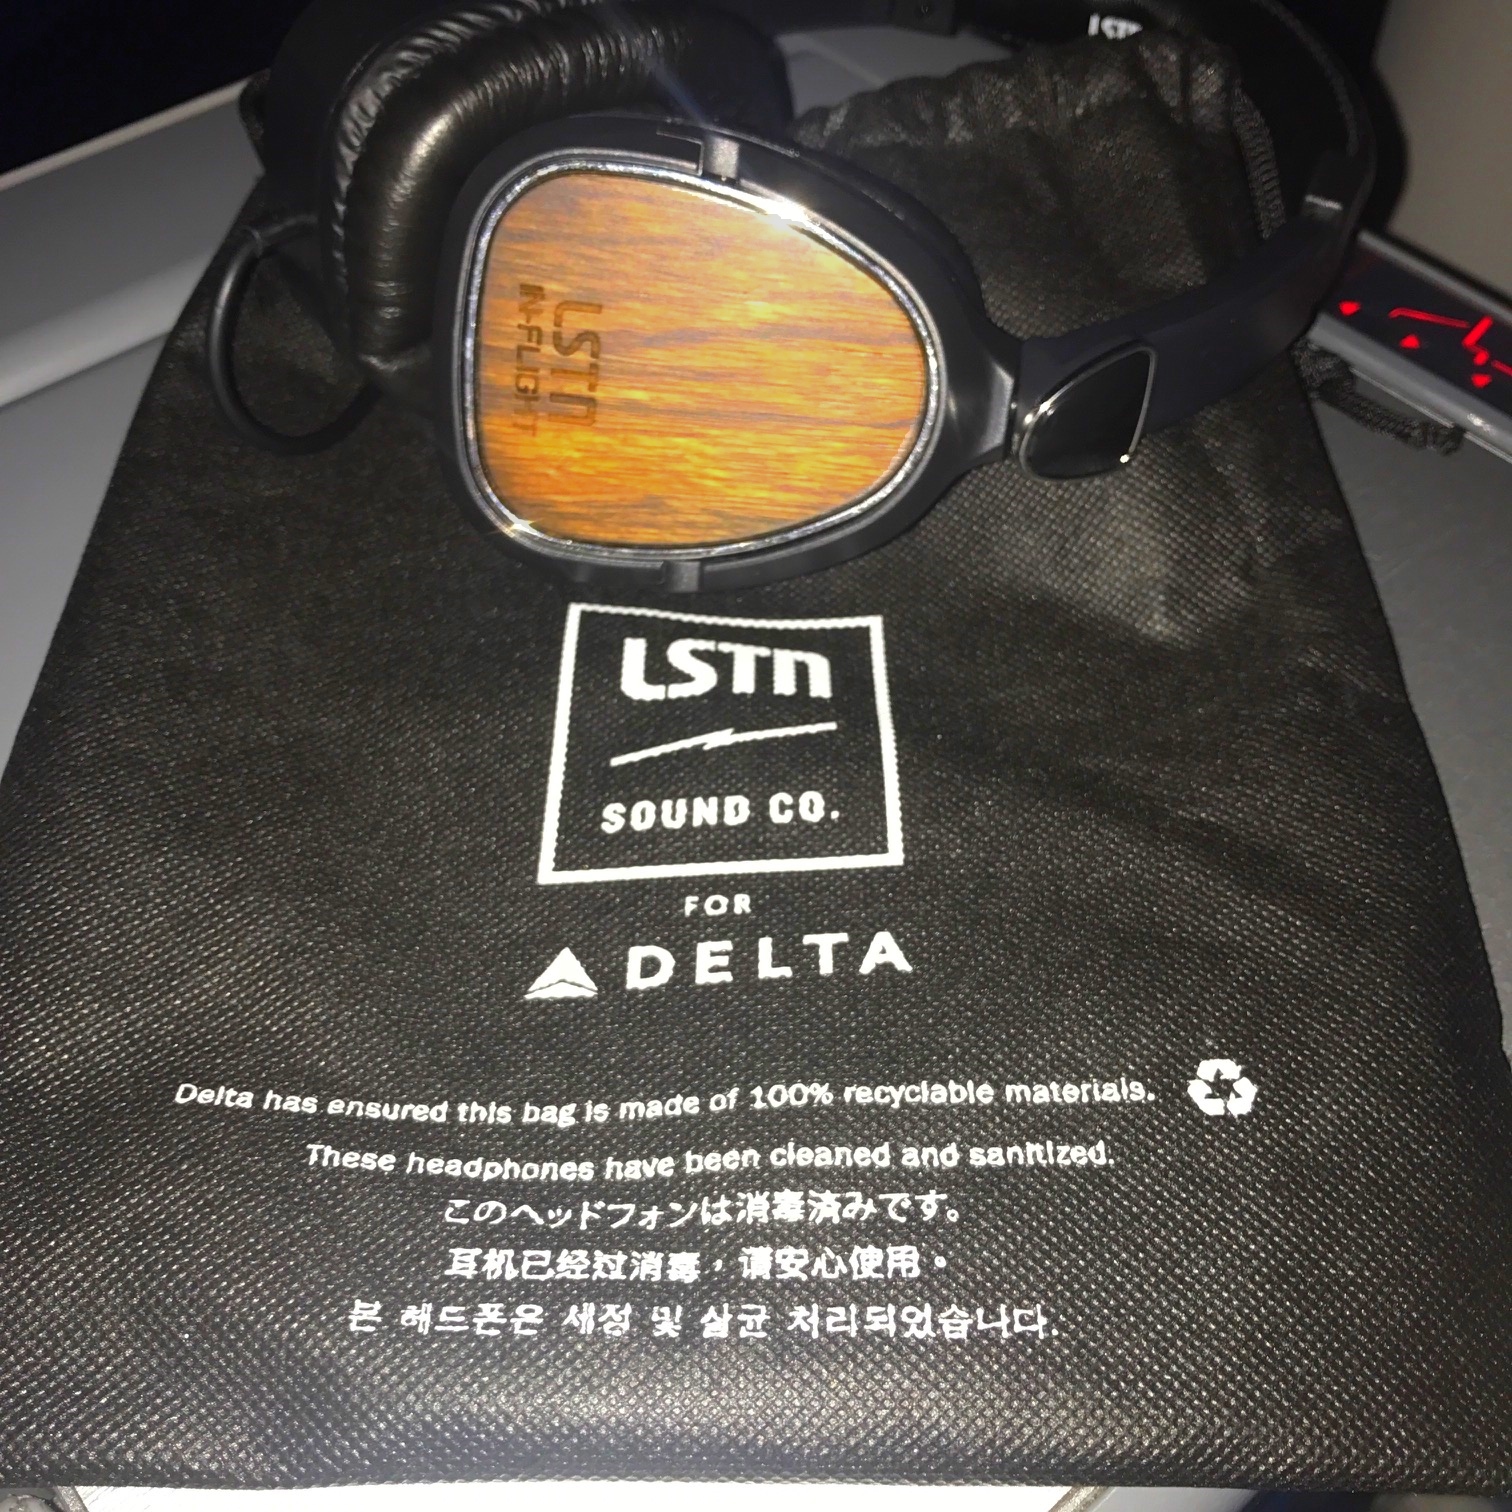 LSTN
LSTN
IN-FLIGHT
LSTN
SOUND CO.
FOR
DELTA
Delta has ensured this bag is made of 100% recyclable materials.
These headphones have been cleaned and sanitized.
このヘッドフォンは消毒済みです。
耳机已经过消毒，请安心使用。
본 헤드폰은 세정 및 살균 처리되었습니다.